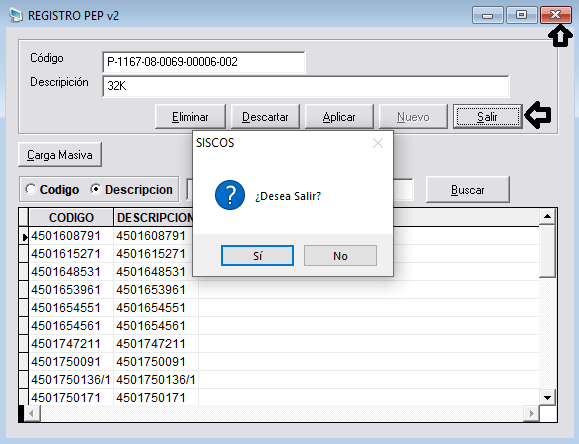 REGISTRO PEP v2
Código P-1167-08-0069-00006-002
Descripición 32K
Eliminar Descartar Aplicar Nuevo Salir
Carga Masiva
SISCOS
¿Desea Salir?
Sí No
Codigo Descripcion Buscar
CODIGO DESCRIPCION
4501608791 4501608791
4501615271 4501615271
4501648531 4501648531
4501653961 4501653961
4501654551 4501654551
4501654561 4501654561
4501747211 4501747211
4501750091 4501750091
4501750136/1 4501750136/1
4501750171 4501750171